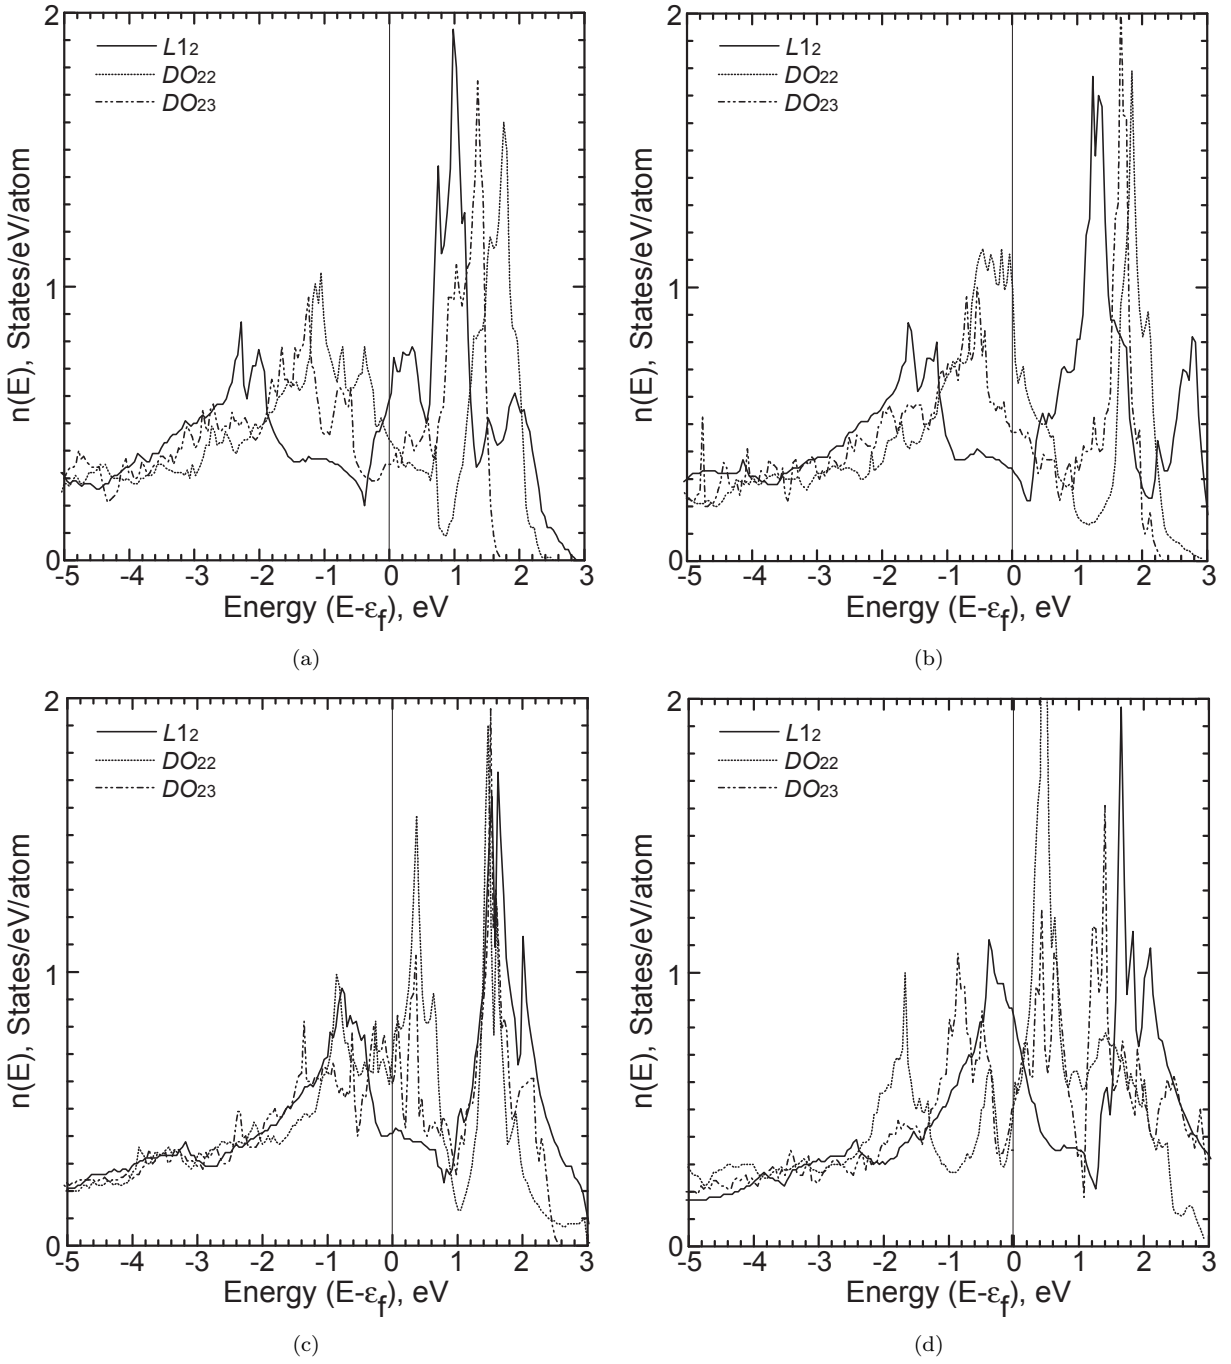 2
L12
DO22
DO23
n(E), States/eV/atom
1
0
-5 -4 -3 -2 -1 0 1 2 3
Energy (E-εf), eV
(a)
2
L12
DO22
DO23
n(E), States/eV/atom
1
0
-5 -4 -3 -2 -1 0 1 2 3
Energy (E-εf), eV
(b)
2
L12
DO22
DO23
n(E), States/eV/atom
1
0
-5 -4 -3 -2 -1 0 1 2 3
Energy (E-εf), eV
(c)
2
L12
DO22
DO23
n(E), States/eV/atom
1
0
-5 -4 -3 -2 -1 0 1 2 3
Energy (E-εf), eV
(d)